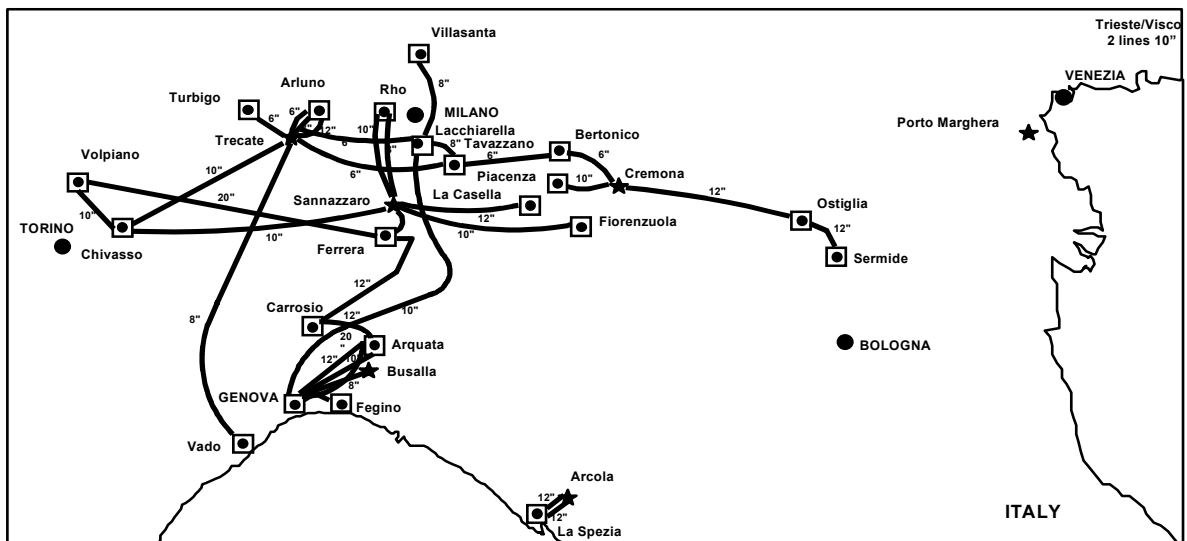 Trieste/Visco
2 lines 10”
Villasanta
VENEZIA
Turbigo
Arluno
Rho
8"
6"
6"
12"
10"
MILANO
Porto Marghera
Trecate
6
Lacchiarella
8"
Tavazzano
Bertonico
6"
6"
6"
Volpiano
10"
Piacenza
10"
Cremona
20"
Sannazzaro
La Casella
12"
12"
Ostiglia
10"
TORINO
Chivasso
10"
Ferrera
10"
Fiorenzuola
12"
Sermide
12"
Carrosio
12"
10"
8"
20
"
Arquata
BOLOGNA
12"
10"
Busalla
8"
GENOVA
Fegino
Vado
Arcola
12"
12"
La Spezia
ITALY